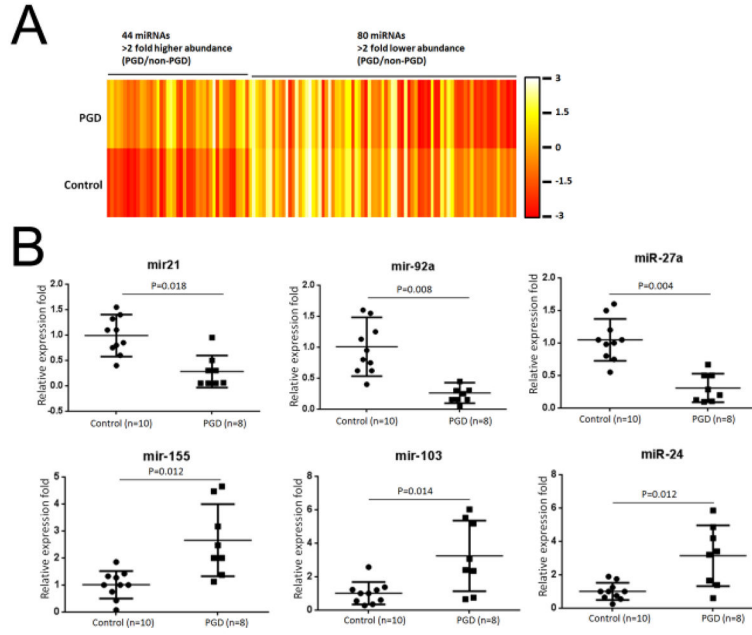 A
44 miRNAs
>2 fold higher abundance
(PGD/non-PGD)
80 miRNAs
>2 fold lower abundance
(PGD/non-PGD)
PGD
Control
3
1.5
0
-1.5
-3
B
mir21
P=0.018
Relative expression fold
2.0
1.5
1.0
0.5
0.0
-0.5
Control (n=10)
PGD (n=8)
mir-92a
P=0.008
Relative expression fold
2.0
1.5
1.0
0.5
0.0
Control (n=10)
PGD (n=8)
miR-27a
P=0.004
Relative expression fold
2.0
1.5
1.0
0.5
0.0
Control (n=10)
PGD (n=8)
mir-155
P=0.012
Relative expression fold
5
4
3
2
1
0
Control (n=10)
PGD (n=8)
mir-103
P=0.014
Relative expression fold
8
6
4
2
0
Control (n=10)
PGD (n=8)
miR-24
P=0.012
Relative expression fold
8
6
4
2
0
Control (n=10)
PGD (n=8)